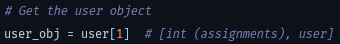 # Get the user object
user_obj = user[1]  # [int (assignments), user]